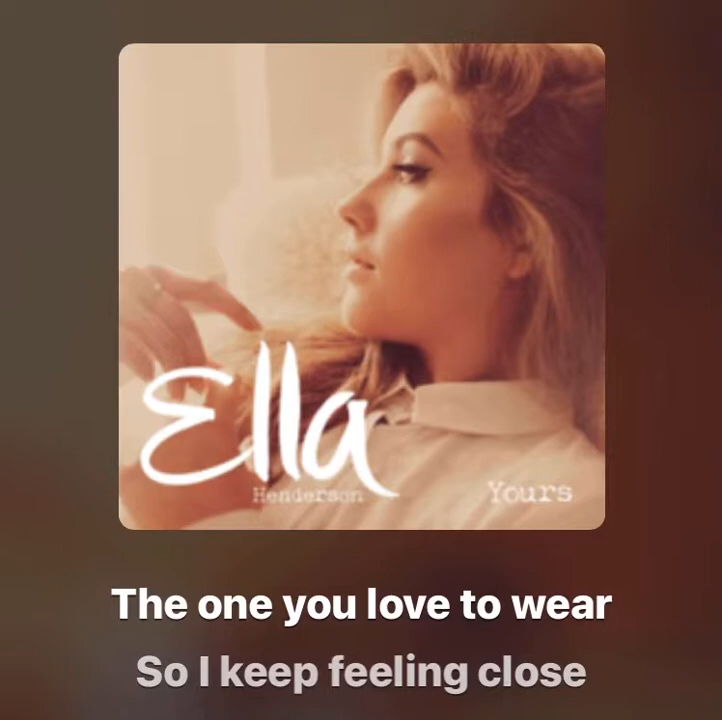 Ella
Henderson
Yours
The one you love to wear
So I keep feeling close